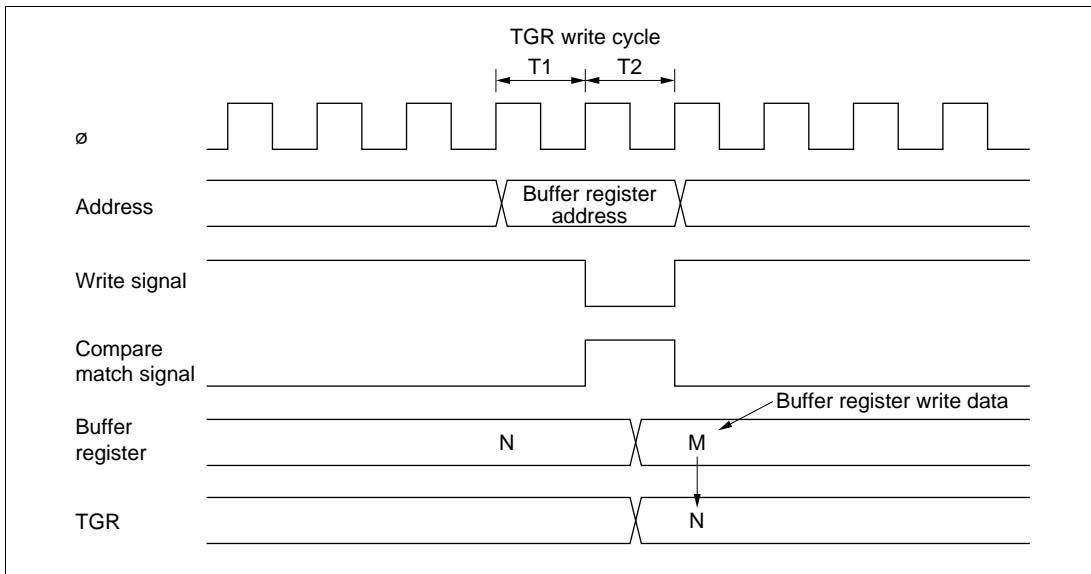 TGR write cycle
T1 T2
ø
Address
Buffer register
address
Write signal
Compare
match signal
Buffer register write data
Buffer
register
N M
TGR
N